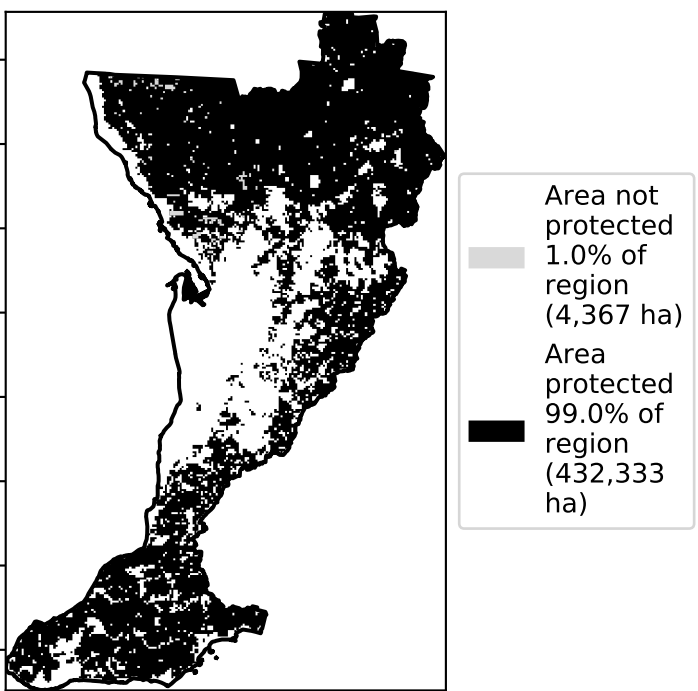 Area not
protected
1.0% of
region
(4,367 ha)
Area
protected
99.0% of
region
(432,333
ha)